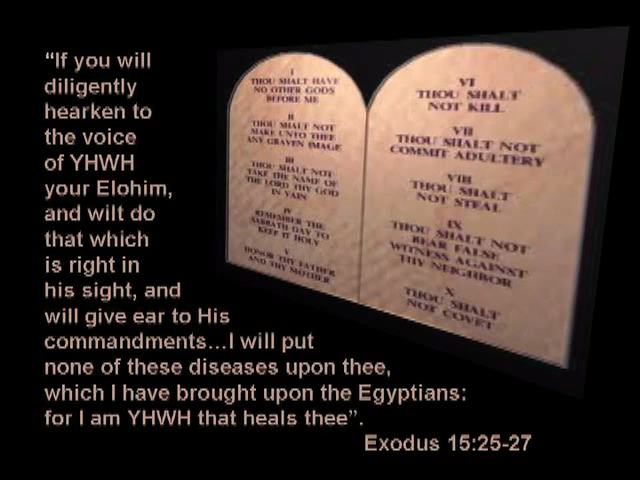 “If you will
diligently
hearken to
the voice
of YHWH
your Elohim,
and wilt do
that which
is right in
his sight, and
will give ear to His
commandments…I will put
none of these diseases upon thee,
which I have brought upon the Egyptians:
for I am YHWH that heals thee”.
Exodus 15:25-27
I
THOU SHALT HAVE
NO OTHER GODS
BEFORE ME
II
THOU SHALT NOT
MAKE UNTO THEE
ANY GRAVEN IMAGE
III
THOU SHALT NOT
TAKE THE NAME OF
THE LORD THY GOD
IN VAIN
IV
REMEMBER THE
SABBATH DAY TO
KEEP IT HOLY
V
HONOR THY FATHER
AND THY MOTHER
VI
THOU SHALT
NOT KILL
VII
THOU SHALT NOT
COMMIT ADULTERY
VIII
THOU SHALT
NOT STEAL
IX
THOU SHALT NOT
BEAR FALSE
WITNESS AGAINST
THY NEIGHBOR
X
THOU SHALT
NOT COVET